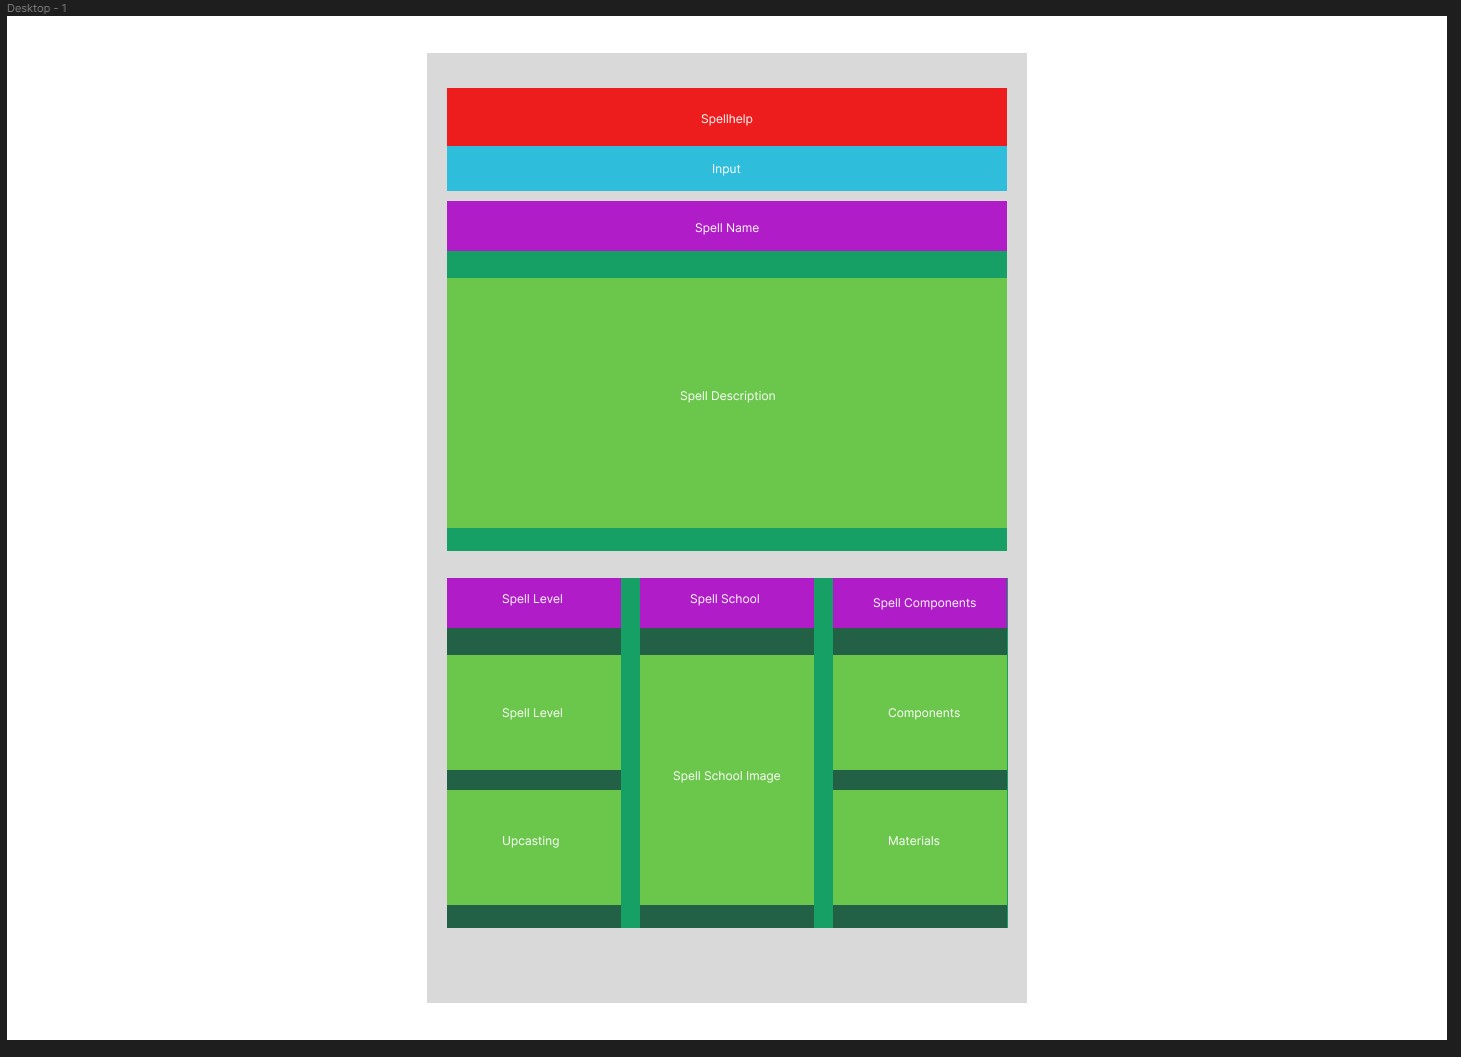 Desktop - 1
Spellhelp
Input
Spell Name
Spell Description
Spell Level
Spell School
Spell Components
Spell Level
Components
Spell School Image
Upcasting
Materials